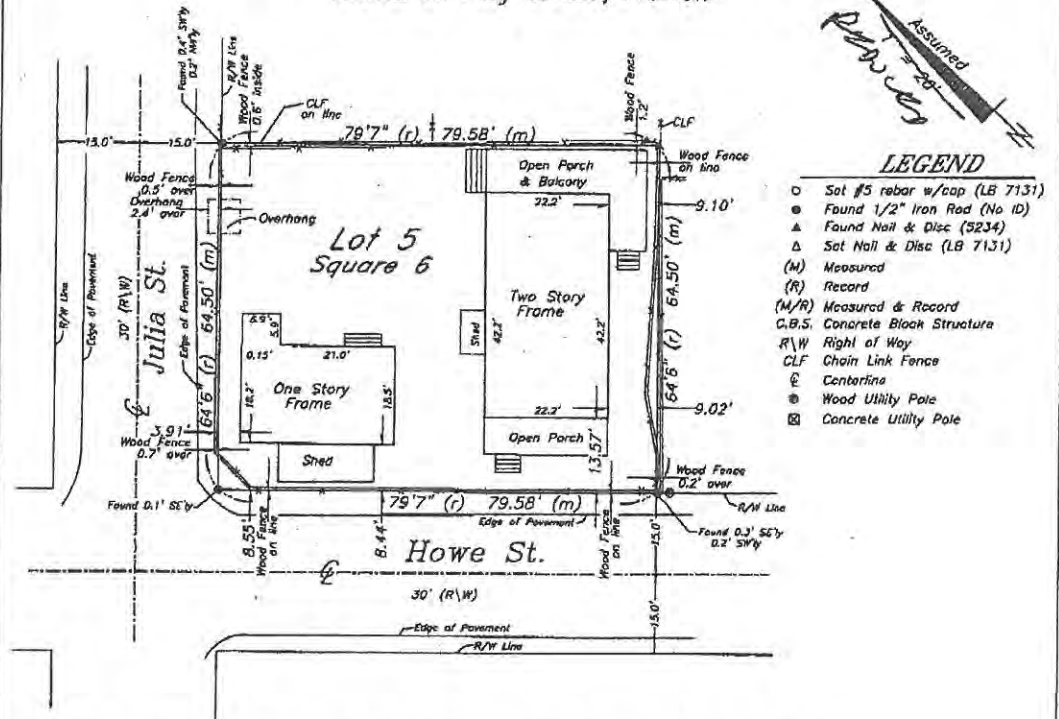 Assumed
1" = 20'
LEGEND
Set #5 rebar w/cap (LB 7131)
Found 1/2" Iron Rod (No ID)
Found Nail & Disc (5234)
Set Nail & Disc (LB 7131)
(M) Measured
(R) Record
(M/R) Measured & Record
C.B.S. Concrete Block Structure
R\W Right of Way
CLF Chain Link Fence
Centerline
Wood Utility Pole
Concrete Utility Pole
Found 0.4' SW'ly
0.2' NW'ly
R/W Line
Wood Fence
0.6' inside
CLF
on line
79'7" (r) 79.58' (m)
Wood Fence
1.2'
CLF
15.0'
15.0'
Wood Fence
0.5' over
Overhang
2.4' over
Overhang
Open Porch
& Balcony
22.2'
Wood Fence
on line
9.10'
Lot 5
Square 6
R/W Line
Edge of Pavement
30' (R\W)
Julia St.
Edge of Pavement
64'6" (r) 64.50' (m)
Two Story
Frame
Shed
42.2'
42.2'
64'6" (r) 64.50' (m)
6.9'
5.9'
0.15'
21.0'
18.2'
One Story
Frame
18.5'
Shed
22.2'
Open Porch
13.57'
9.02'
3.91'
Wood Fence
0.7' over
Wood Fence
0.2' over
Found 0.1' SE'ly
79'7" (r) 79.58' (m)
R/W Line
8.55'
Wood Fence
on line
8.44'
Edge of Pavement
Wood Fence
on line
15.0'
Found 0.3' SE'ly
0.2' SW'ly
Howe St.
30' (R\W)
15.0'
Edge of Pavement
R/W Line